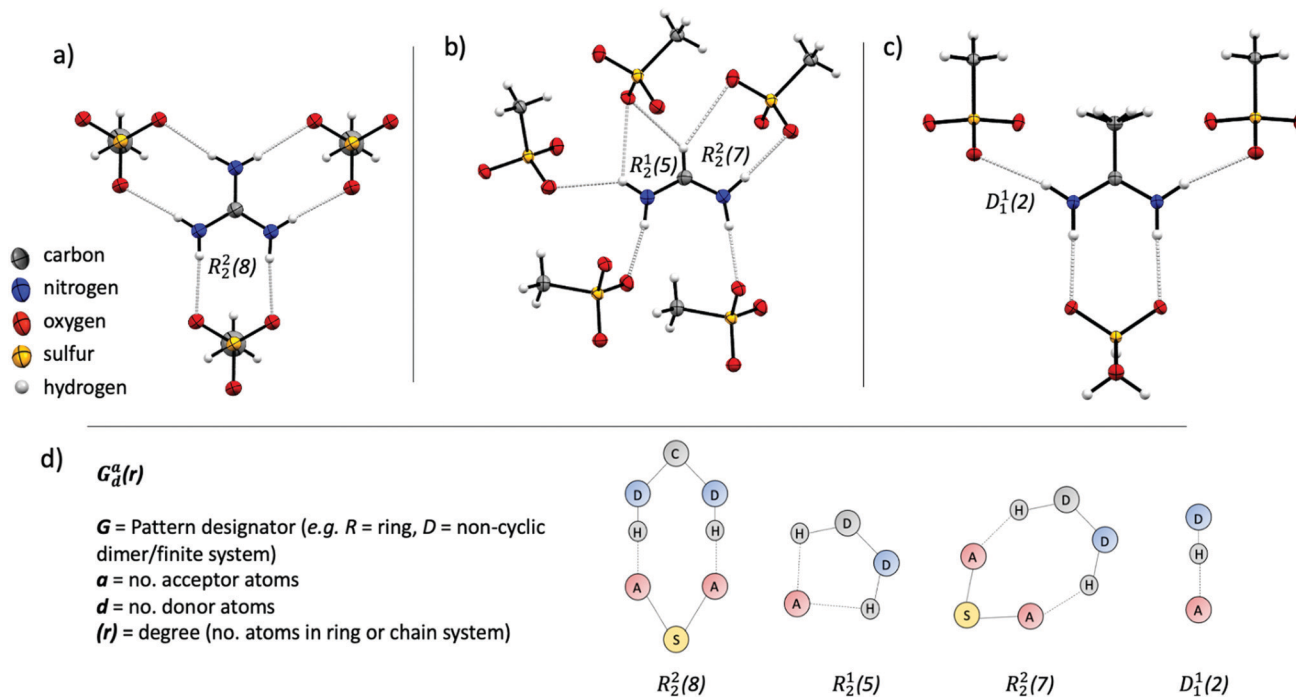 a)
R₂²(8)
carbon
nitrogen
oxygen
sulfur
hydrogen
b)
R₂¹(5)
R₂²(7)
c)
D₁¹(2)
d)
G_d^a(r)
G = Pattern designator (e.g. R = ring, D = non-cyclic
dimer/finite system)
a = no. acceptor atoms
d = no. donor atoms
(r) = degree (no. atoms in ring or chain system)
C
D D
H H
A A
S
R₂²(8)
H D
D
A H
R₂¹(5)
H D
A D
H
S A
R₂²(7)
D
H
A
D₁¹(2)